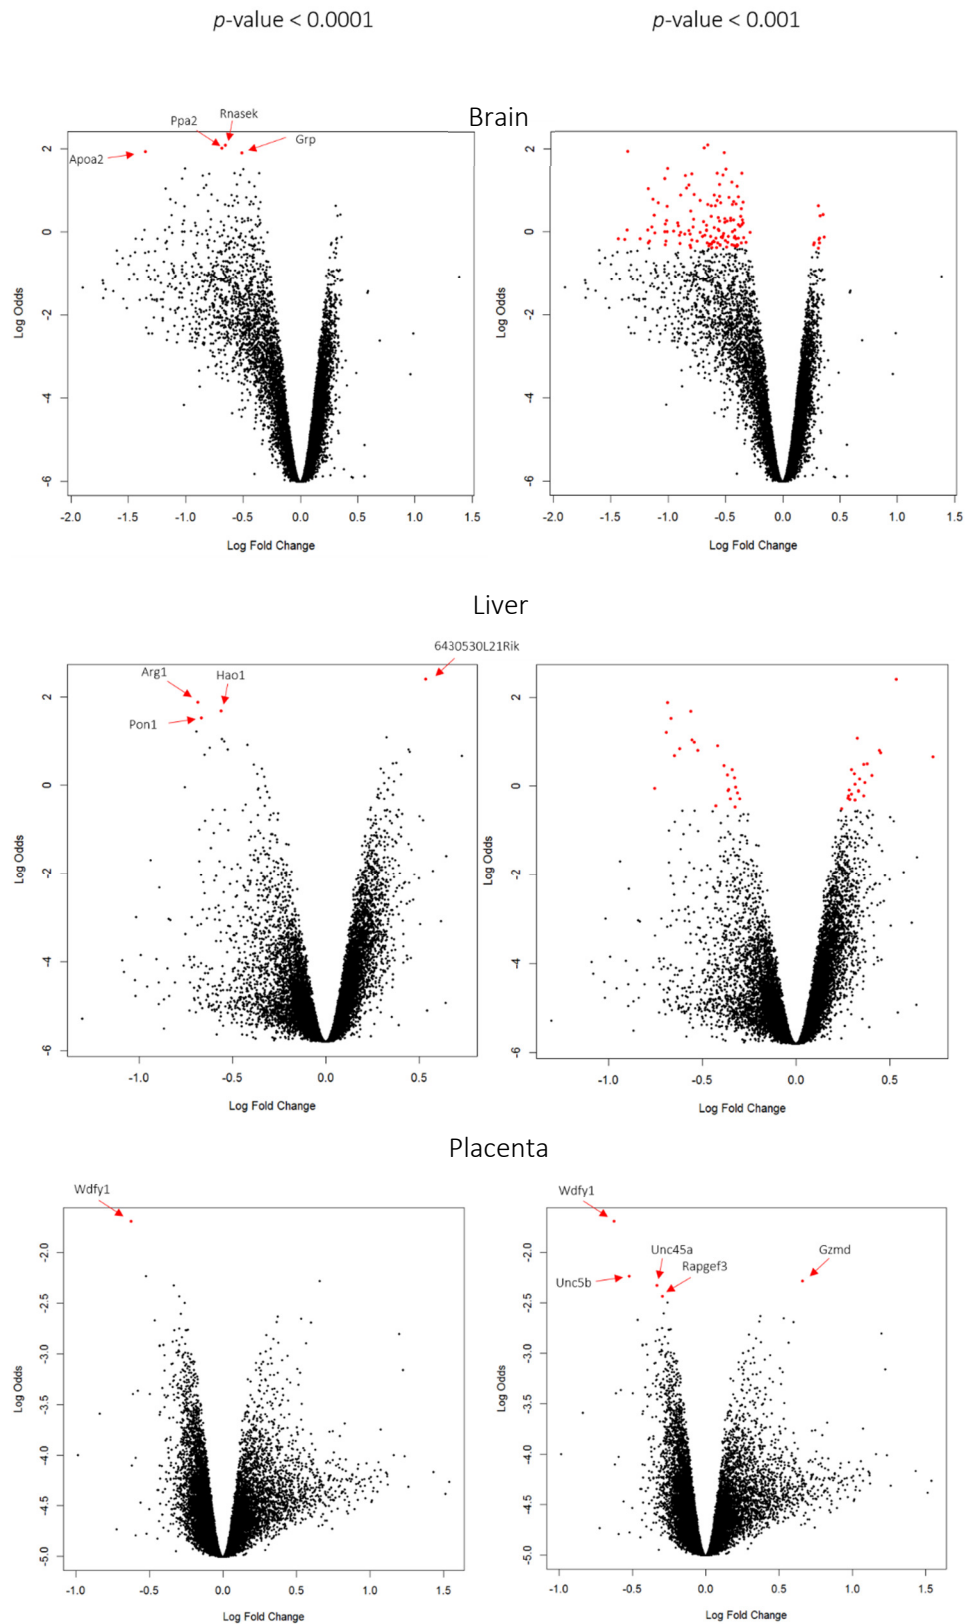 p-value < 0.0001
p-value < 0.001
Brain
Rnasek
Ppa2
Grp
Apoa2
2
0
-2
-4
-6
Log Odds
-2.0 -1.5 -1.0 -0.5 0.0 0.5 1.0 1.5
Log Fold Change
2
0
-2
-4
-6
Log Odds
-2.0 -1.5 -1.0 -0.5 0.0 0.5 1.0 1.5
Log Fold Change
Liver
6430530L21Rik
Arg1
Hao1
Pon1
2
0
-2
-4
-6
Log Odds
-1.0 -0.5 0.0 0.5
Log Fold Change
2
0
-2
-4
-6
Log Odds
-1.0 -0.5 0.0 0.5
Log Fold Change
Placenta
Wdfy1
-2.0
-2.5
-3.0
-3.5
-4.0
-4.5
-5.0
Log Odds
-1.0 -0.5 0.0 0.5 1.0 1.5
Log Fold Change
Wdfy1
Unc45a
Gzmd
Rapgef3
Unc5b
-2.0
-2.5
-3.0
-3.5
-4.0
-4.5
-5.0
Log Odds
-1.0 -0.5 0.0 0.5 1.0 1.5
Log Fold Change